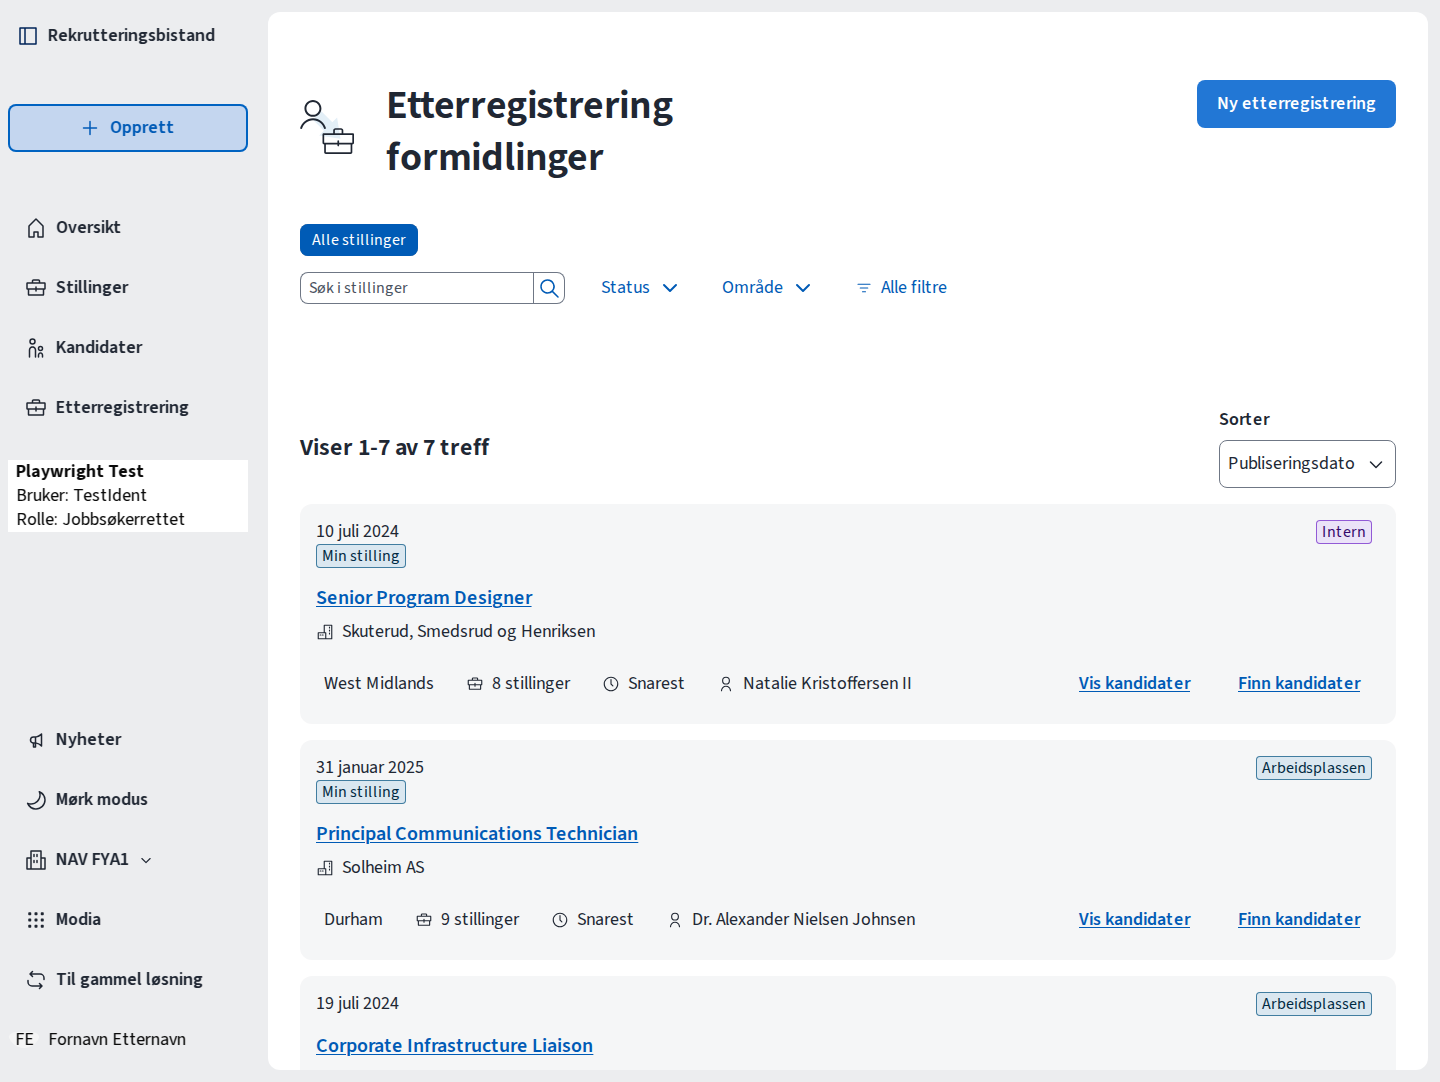 Rekrutteringsbistand
Opprett
Oversikt
Stillinger
Kandidater
Etterregistrering
Playwright Test
Bruker: TestIdent
Rolle: Jobbsøkerrettet
Nyheter
Mørk modus
NAV FYA1
Modia
Til gammel løsning
FE Fornavn Etternavn
Etterregistrering
formidlinger
Ny etterregistrering
Alle stillinger
Søk i stillinger
Status
Område
Alle filtre
Viser 1-7 av 7 treff
Sorter
Publiseringsdato
10 juli 2024
Intern
Min stilling
Senior Program Designer
Skuterud, Smedsrud og Henriksen
West Midlands 8 stillinger Snarest Natalie Kristoffersen II Vis kandidater Finn kandidater
31 januar 2025
Arbeidsplassen
Min stilling
Principal Communications Technician
Solheim AS
Durham 9 stillinger Snarest Dr. Alexander Nielsen Johnsen Vis kandidater Finn kandidater
19 juli 2024
Arbeidsplassen
Corporate Infrastructure Liaison